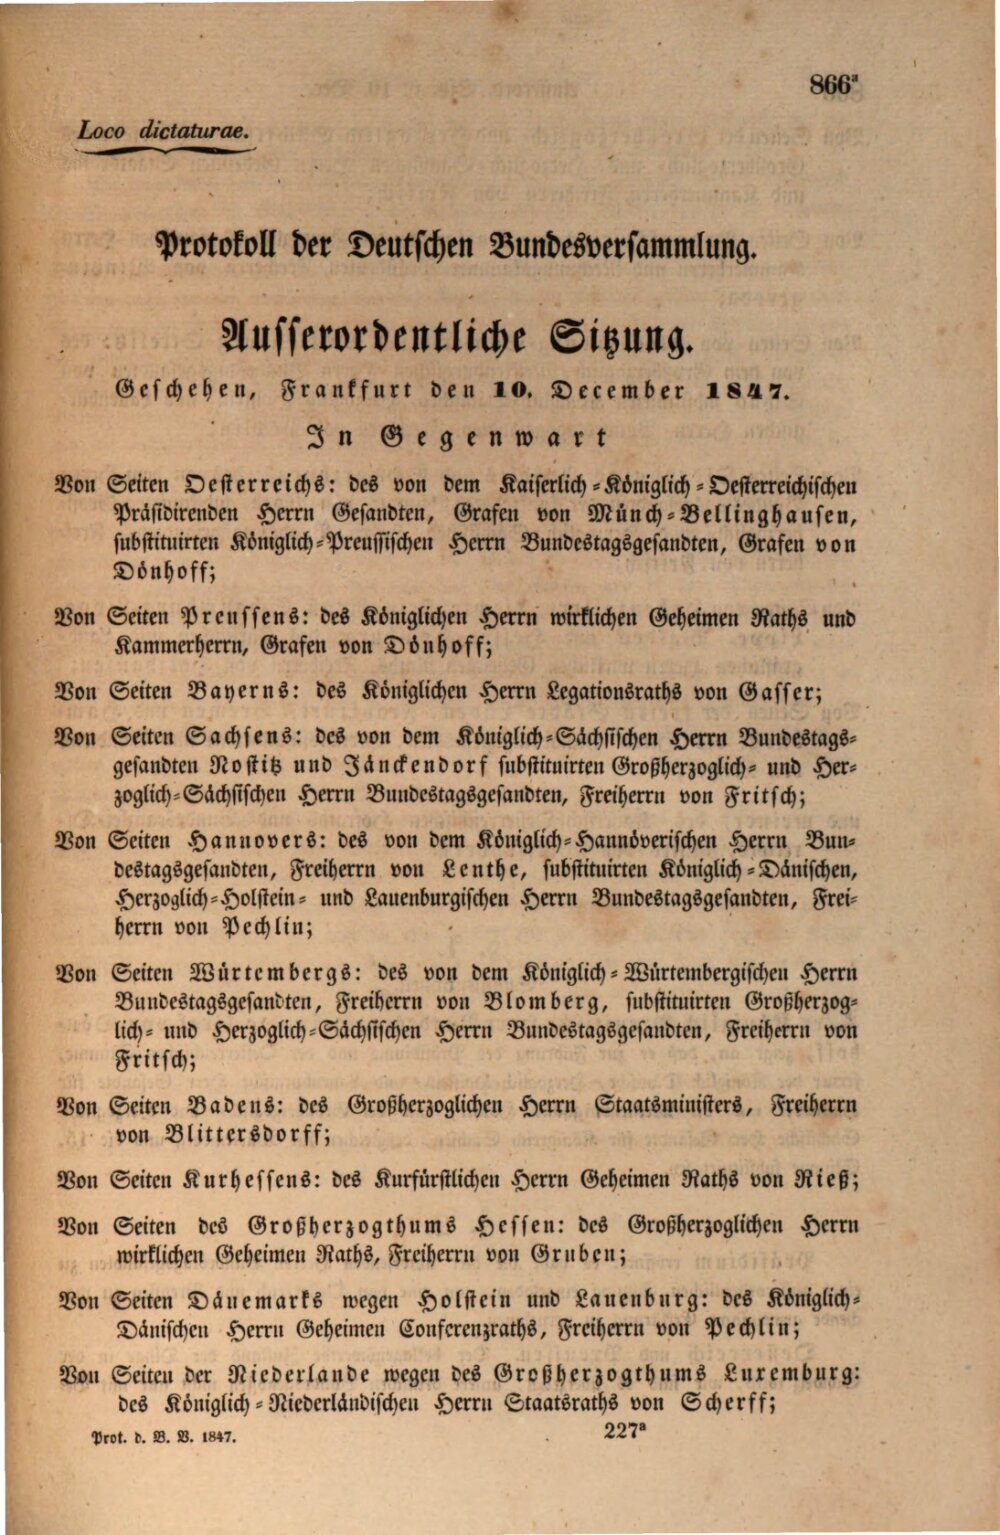 866ª
Loco dictaturae.
Protokoll der Deutschen Bundesversammlung.
Ausserordentliche Sitzung.
Geschehen, Frankfurt den 10. December 1847.
In Gegenwart
Von Seiten Oesterreichs: des von dem Kaiserlich-Königlich-Oesterreichischen
Präsidirenden Herrn Gesandten, Grafen von Münch-Bellinghausen,
substituirten Königlich-Preussischen Herrn Bundestagsgesandten, Grafen von
Dönhoff;
Von Seiten Preussens: des Königlichen Herrn wirklichen Geheimen Raths und
Kammerherrn, Grafen von Dönhoff;
Von Seiten Bayerns: des Königlichen Herrn Legationsraths von Gasser;
Von Seiten Sachsens: des von dem Königlich-Sächsischen Herrn Bundestags-
gesandten Nostitz und Jänckendorf substituirten Großherzoglich- und Her-
zoglich-Sächsischen Herrn Bundestagsgesandten, Freiherrn von Fritsch;
Von Seiten Hannovers: des von dem Königlich-Hannöverischen Herrn Bun-
destagsgesandten, Freiherrn von Lenthe, substituirten Königlich-Dänischen,
Herzoglich-Holstein- und Lauenburgischen Herrn Bundestagsgesandten, Frei-
herrn von Pechlin;
Von Seiten Würtembergs: des von dem Königlich-Würtembergischen Herrn
Bundestagsgesandten, Freiherrn von Blomberg, substituirten Großherzog-
lich- und Herzoglich-Sächsischen Herrn Bundestagsgesandten, Freiherrn von
Fritsch;
Von Seiten Badens: des Großherzoglichen Herrn Staatsministers, Freiherrn
von Blittersdorff;
Von Seiten Kurhessens: des Kurfürstlichen Herrn Geheimen Raths von Rieß;
Von Seiten des Großherzogthums Hessen: des Großherzoglichen Herrn
wirklichen Geheimen Raths, Freiherrn von Gruben;
Von Seiten Dänemarks wegen Holstein und Lauenburg: des Königlich-
Dänischen Herrn Geheimen Conferenzraths, Freiherrn von Pechlin;
Von Seiten der Niederlande wegen des Großherzogthums Luxemburg:
des Königlich-Niederländischen Herrn Staatsraths von Scherff;
Prot. d. B. V. 1847. 227ª